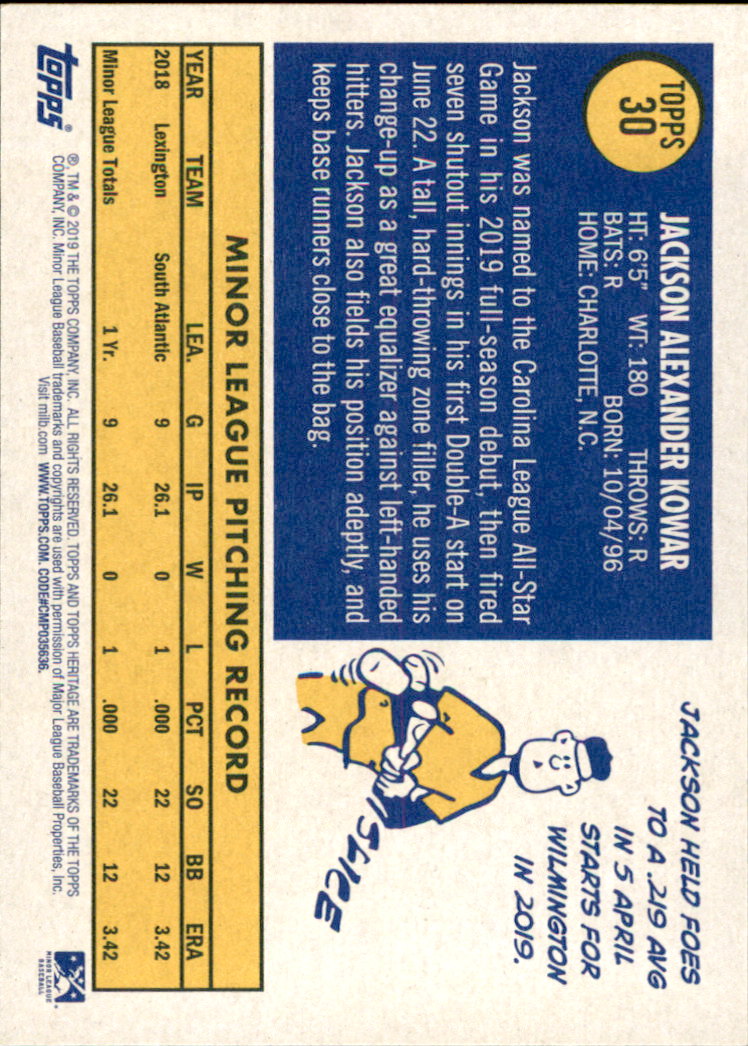 TOPPS
30
JACKSON ALEXANDER KOWAR
HT: 6'5" WT: 180 THROWS: R
BATS: R BORN: 10/04/96
HOME: CHARLOTTE, N.C.
Jackson was named to the Carolina League All-Star
Game in his 2019 full-season debut, then fired
seven shutout innings in his first Double-A start on
June 22. A tall, hard-throwing zone filler, he uses his
change-up as a great equalizer against left-handed
hitters. Jackson also fields his position adeptly, and
keeps base runners close to the bag.
JACKSON HELD FOES
TO A .219 AVG
IN 5 APRIL
STARTS FOR
WILMINGTON
IN 2019.
SLICE
MINOR LEAGUE PITCHING RECORD
YEAR TEAM LEA. G IP W L PCT SO BB ERA
2018 Lexington South Atlantic 9 26.1 0 1 .000 22 12 3.42
Minor League Totals 1 Yr. 9 26.1 0 1 .000 22 12 3.42
topps®
®, TM & © 2019 THE TOPPS COMPANY, INC. ALL RIGHTS RESERVED. TOPPS AND TOPPS HERITAGE ARE TRADEMARKS OF THE TOPPS
COMPANY, INC. Minor League Baseball trademarks and copyrights are used with permission of Major League Baseball Properties, Inc.
Visit milb.com WWW.TOPPS.COM. CODE#CMP035636.
MINOR LEAGUE
BASEBALL